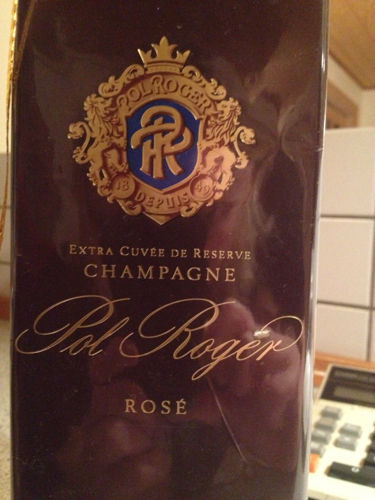 POL ROGER
PR
18 49
DEPUIS
EXTRA CUVÉE DE RESERVE
CHAMPAGNE
Pol Roger
ROSÉ